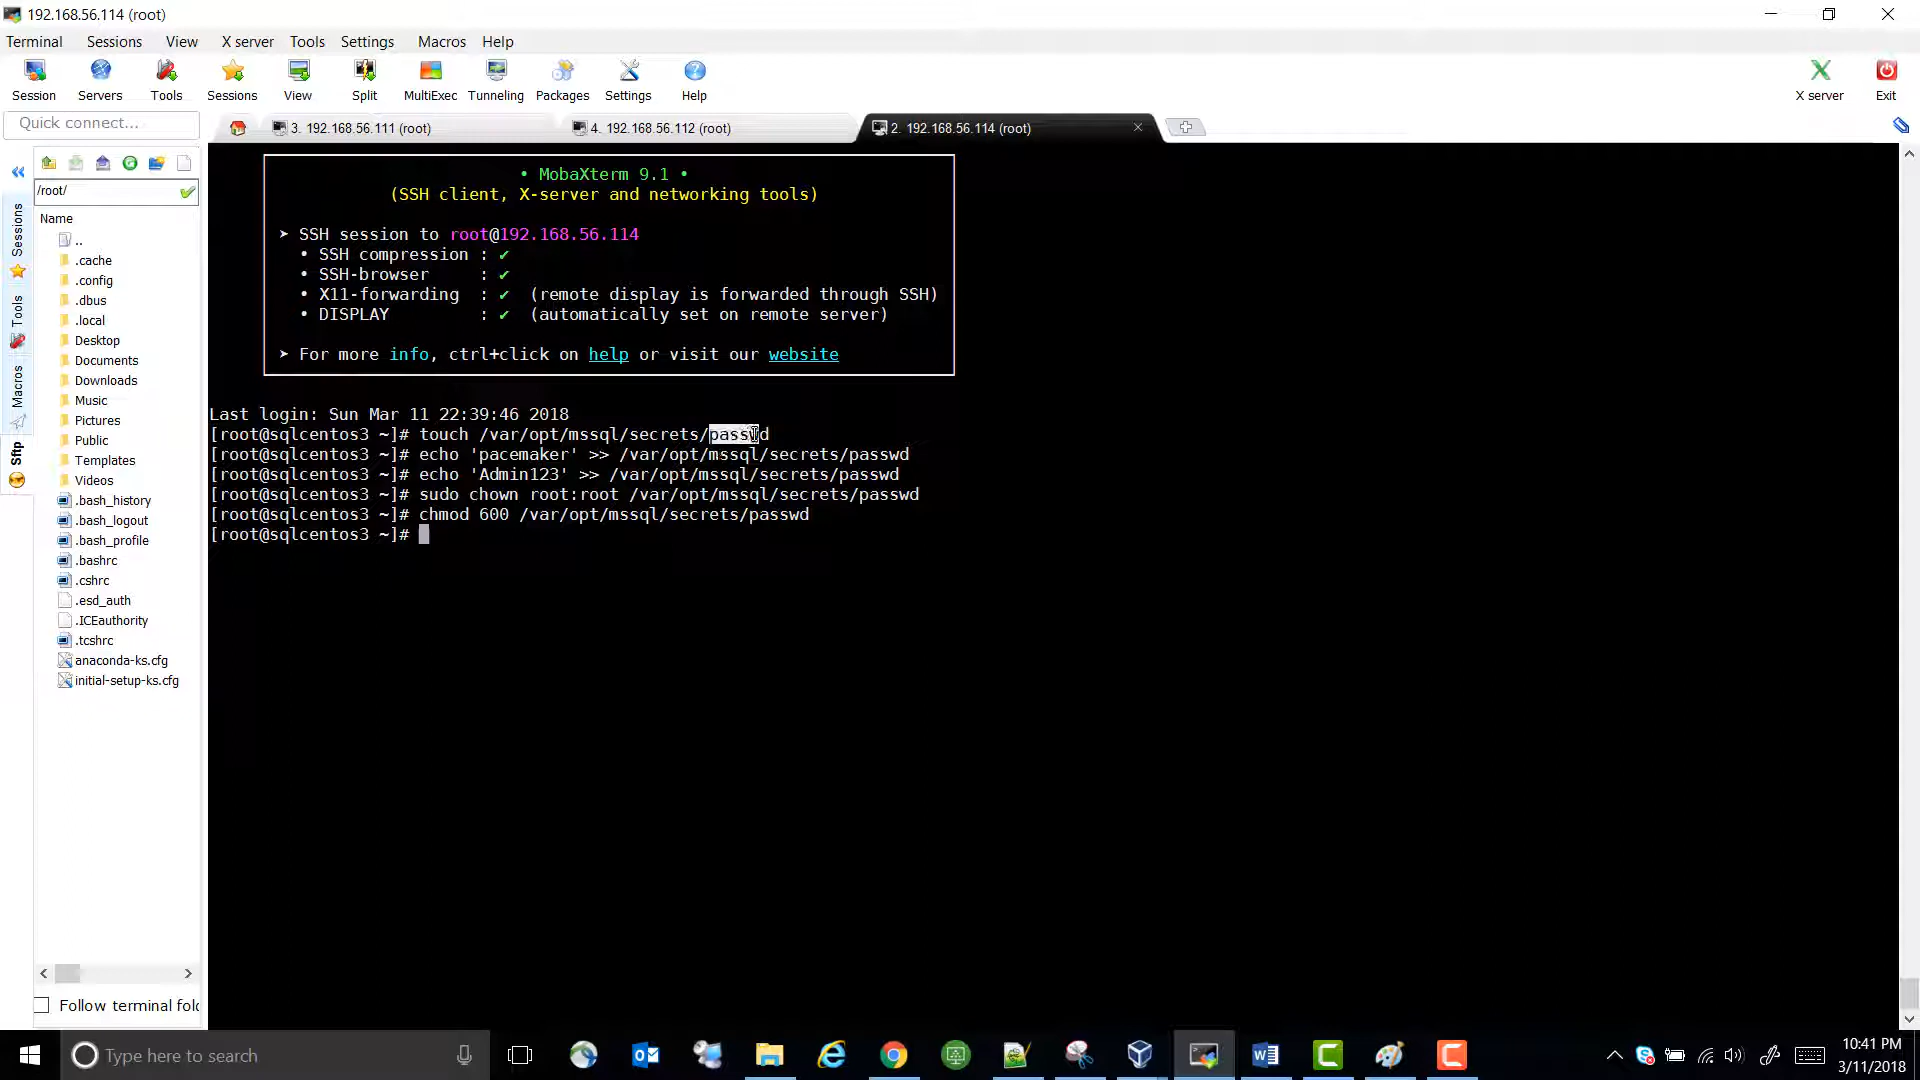 192.168.56.114 (root)
Terminal Sessions View X server Tools Settings Macros Help
Session Servers Tools Sessions View Split MultiExec Tunneling Packages Settings Help X server Exit
Quick connect...
3. 192.168.56.111 (root)
4. 192.168.56.112 (root)
2. 192.168.56.114 (root)
Sessions
Tools
Macros
Sftp
/root/
Name
..
.cache
.config
.dbus
.local
Desktop
Documents
Downloads
Music
Pictures
Public
Templates
Videos
.bash_history
.bash_logout
.bash_profile
.bashrc
.cshrc
.esd_auth
.ICEauthority
.tcshrc
anaconda-ks.cfg
initial-setup-ks.cfg
Follow terminal fol
• MobaXterm 9.1 •
(SSH client, X-server and networking tools)
➤ SSH session to root@192.168.56.114
• SSH compression : ✔
• SSH-browser : ✔
• X11-forwarding : ✔ (remote display is forwarded through SSH)
• DISPLAY : ✔ (automatically set on remote server)
➤ For more info, ctrl+click on help or visit our website
Last login: Sun Mar 11 22:39:46 2018
[root@sqlcentos3 ~]# touch /var/opt/mssql/secrets/passwd
[root@sqlcentos3 ~]# echo 'pacemaker' >> /var/opt/mssql/secrets/passwd
[root@sqlcentos3 ~]# echo 'Admin123' >> /var/opt/mssql/secrets/passwd
[root@sqlcentos3 ~]# sudo chown root:root /var/opt/mssql/secrets/passwd
[root@sqlcentos3 ~]# chmod 600 /var/opt/mssql/secrets/passwd
[root@sqlcentos3 ~]#
Type here to search
10:41 PM
3/11/2018